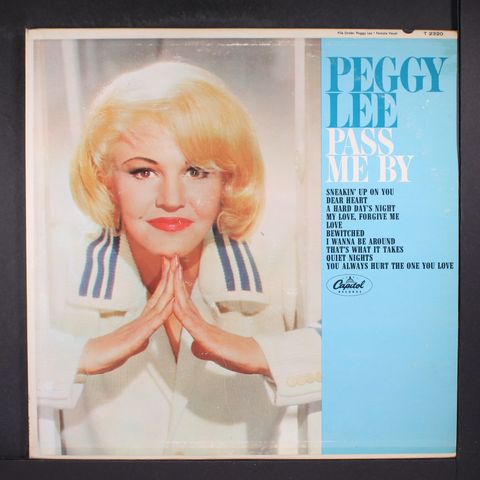 File Under: Peggy Lee • Female Vocal
T 2320
PEGGY
LEE
PASS
ME BY
SNEAKIN' UP ON YOU
DEAR HEART
A HARD DAY'S NIGHT
MY LOVE, FORGIVE ME
LOVE
BEWITCHED
I WANNA BE AROUND
THAT'S WHAT IT TAKES
QUIET NIGHTS
YOU ALWAYS HURT THE ONE YOU LOVE
Capitol
RECORDS